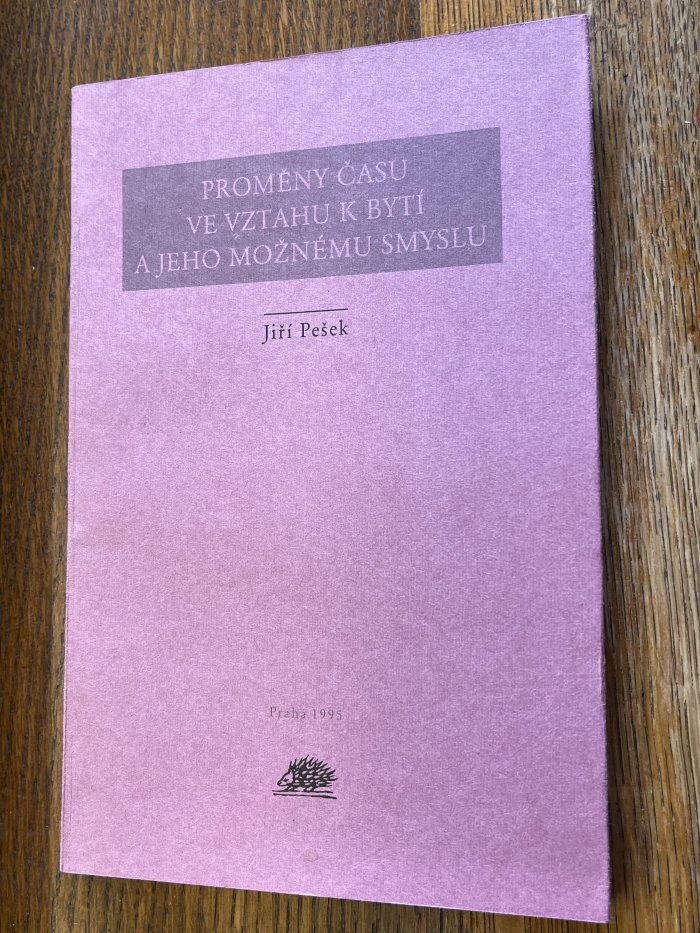 PROMĚNY ČASU
VE VZTAHU K BYTÍ
A JEHO MOŽNÉMU SMYSLU
Jiří Pešek
Praha 1995